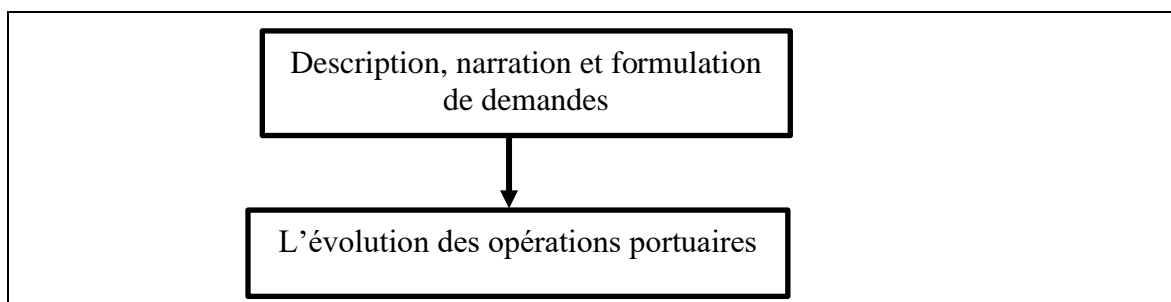 Description, narration et formulation
de demandes
L’évolution des opérations portuaires